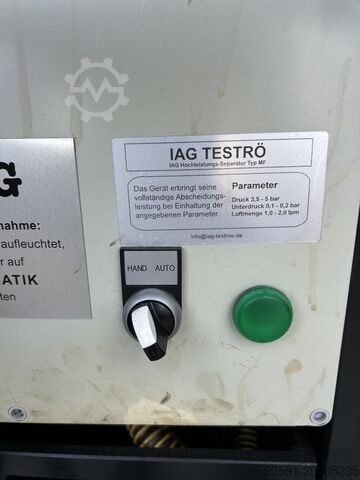 IAG TESTRÖ
IAG Hochleistungs-Separator Typ MF
Das Gerät erbringt seine
vollständige Abscheidungs-
leistung bei Einhaltung der
angegebenen Parameter.
Parameter
Druck 3,5 - 5 bar
Unterdruck 0,1 - 0,2 bar
Luftmenge 1,0 - 2,0 lpm
info@iag-testroe.de
G
nahme:
aufleuchtet,
r auf
ATIK
ten
HAND AUTO
93591-20205235